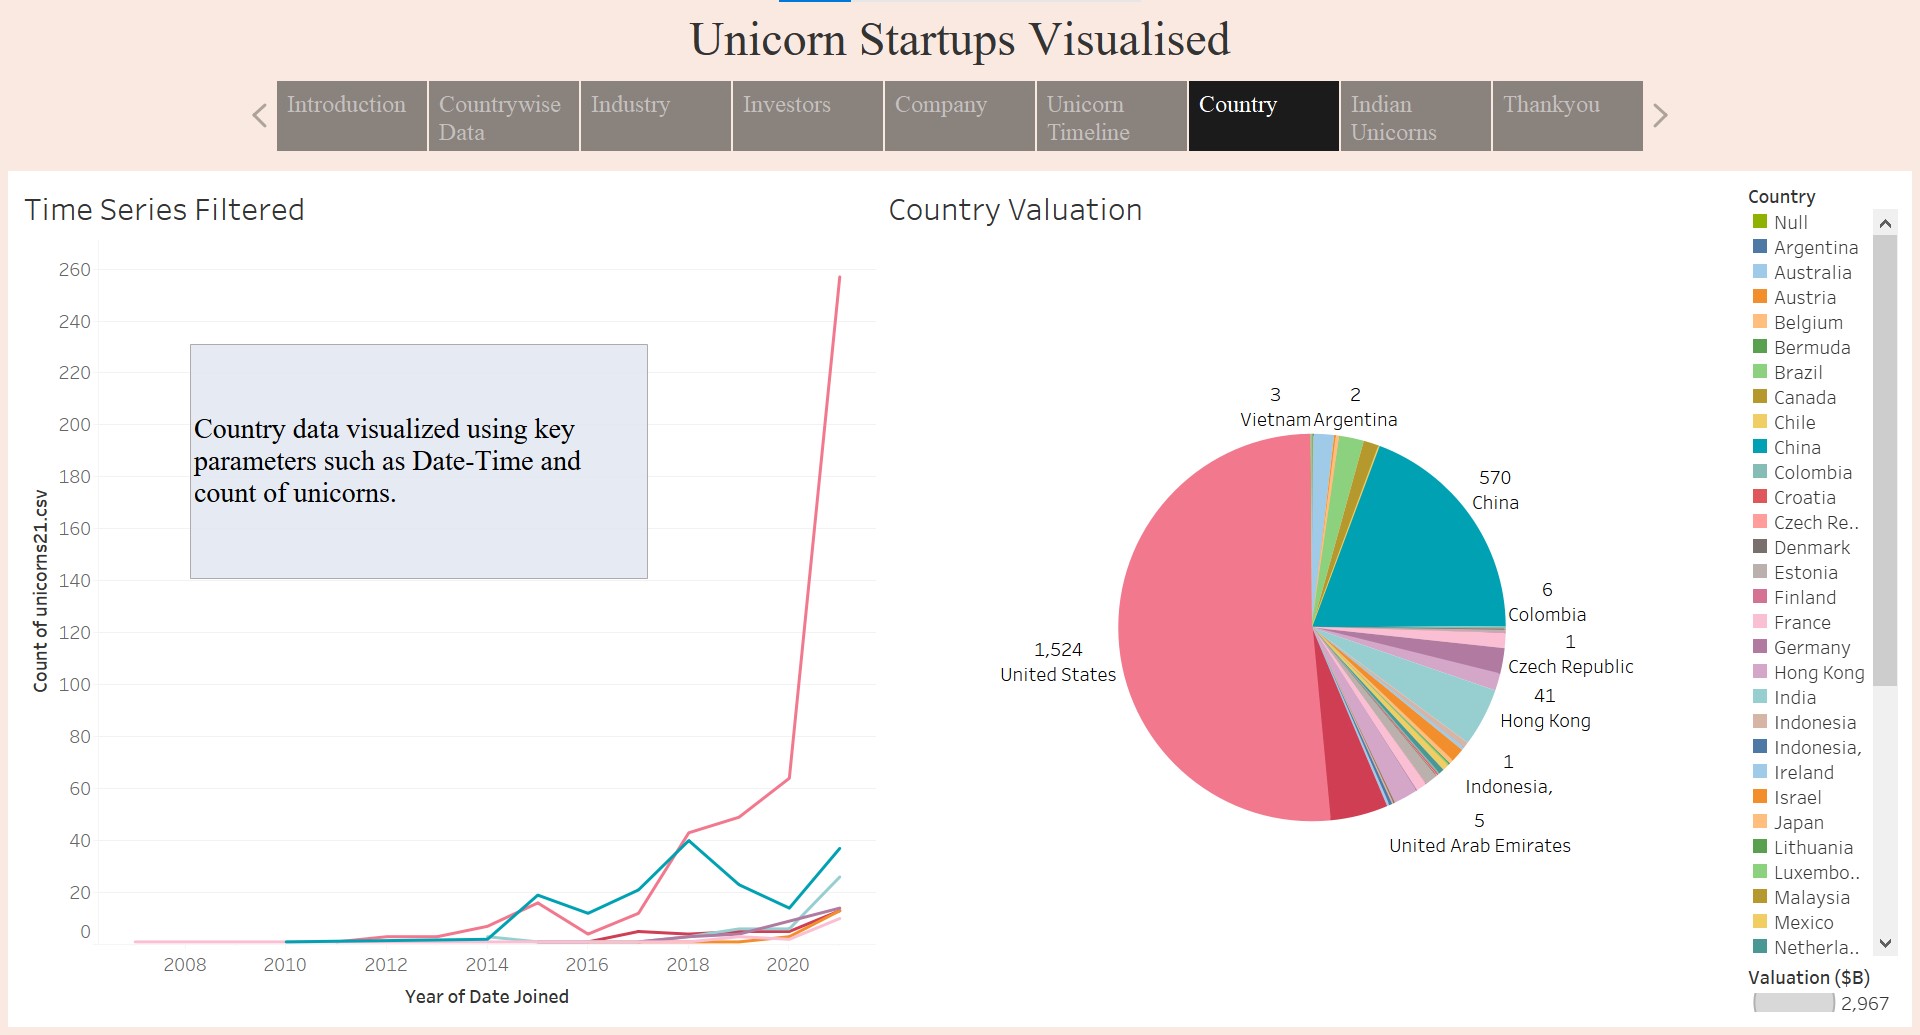 Unicorn Startups Visualised
Introduction
Countrywise
Data
Industry
Investors
Company
Unicorn
Timeline
Country
Indian
Unicorns
Thankyou
Time Series Filtered
260
240
220
200
180
160
140
120
100
80
60
40
20
0
Count of unicorns21.csv
Country data visualized using key
parameters such as Date-Time and
count of unicorns.
2008
2010
2012
2014
2016
2018
2020
Year of Date Joined
Country Valuation
3
Vietnam
2
Argentina
570
China
6
Colombia
1
Czech Republic
41
Hong Kong
1
Indonesia,
5
United Arab Emirates
1,524
United States
Country
Null
Argentina
Australia
Austria
Belgium
Bermuda
Brazil
Canada
Chile
China
Colombia
Croatia
Czech Re..
Denmark
Estonia
Finland
France
Germany
Hong Kong
India
Indonesia
Indonesia,
Ireland
Israel
Japan
Lithuania
Luxembo..
Malaysia
Mexico
Netherla..
Valuation ($B)
2,967